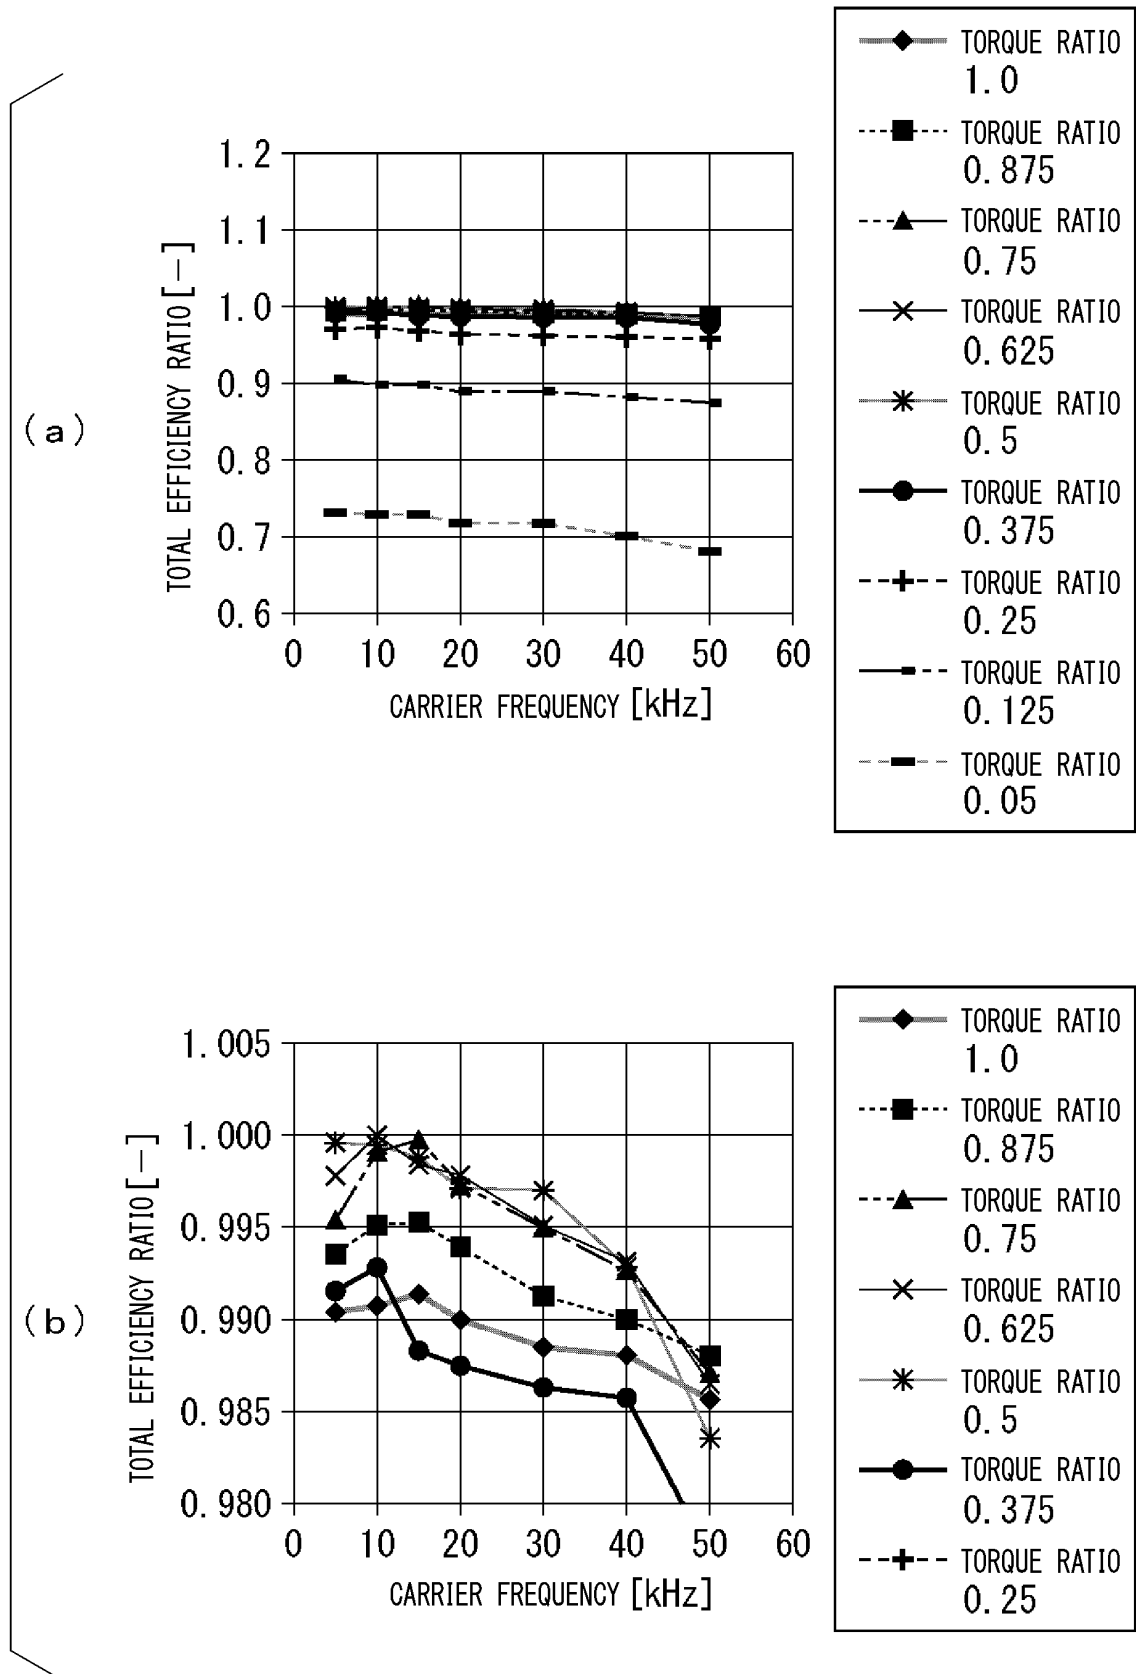 (a)
TOTAL EFFICIENCY RATIO[—]
1.2
1.1
1.0
0.9
0.8
0.7
0.6
0 10 20 30 40 50 60
CARRIER FREQUENCY [kHz]
TORQUE RATIO
1.0
TORQUE RATIO
0.875
TORQUE RATIO
0.75
TORQUE RATIO
0.625
TORQUE RATIO
0.5
TORQUE RATIO
0.375
TORQUE RATIO
0.25
TORQUE RATIO
0.125
TORQUE RATIO
0.05
(b)
TOTAL EFFICIENCY RATIO[—]
1.005
1.000
0.995
0.990
0.985
0.980
0 10 20 30 40 50 60
CARRIER FREQUENCY [kHz]
TORQUE RATIO
1.0
TORQUE RATIO
0.875
TORQUE RATIO
0.75
TORQUE RATIO
0.625
TORQUE RATIO
0.5
TORQUE RATIO
0.375
TORQUE RATIO
0.25